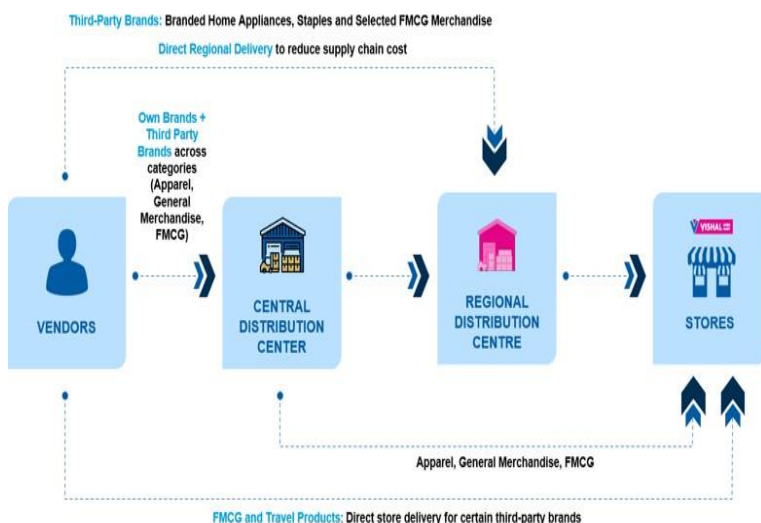 Third-Party Brands: Branded Home Appliances, Staples and Selected FMCG Merchandise
Direct Regional Delivery to reduce supply chain cost
Own Brands +
Third Party
Brands across
categories
(Apparel,
General
Merchandise,
FMCG)
VENDORS
CENTRAL
DISTRIBUTION
CENTER
REGIONAL
DISTRIBUTION
CENTRE
VISHAL
STORES
Apparel, General Merchandise, FMCG
FMCG and Travel Products: Direct store delivery for certain third-party brands